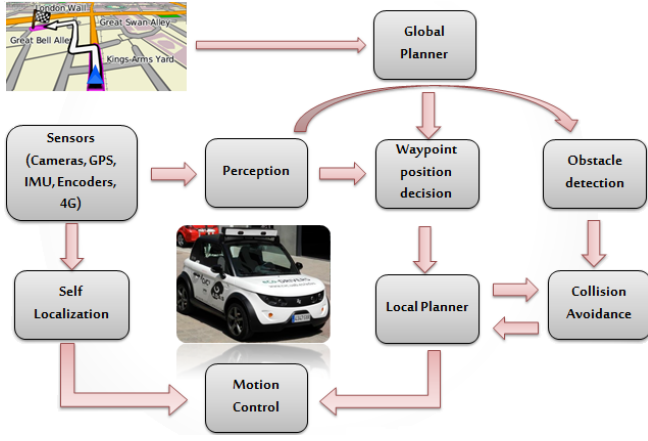 London Wall
Great Swan Alley
Great Bell Alle
Kings Arms Yard
Global
Planner
Sensors
(Cameras, GPS,
IMU, Encoders,
4G)
Perception
Waypoint
position
decision
Obstacle
detection
Self
Localization
Local Planner
Collision
Avoidance
Motion
Control